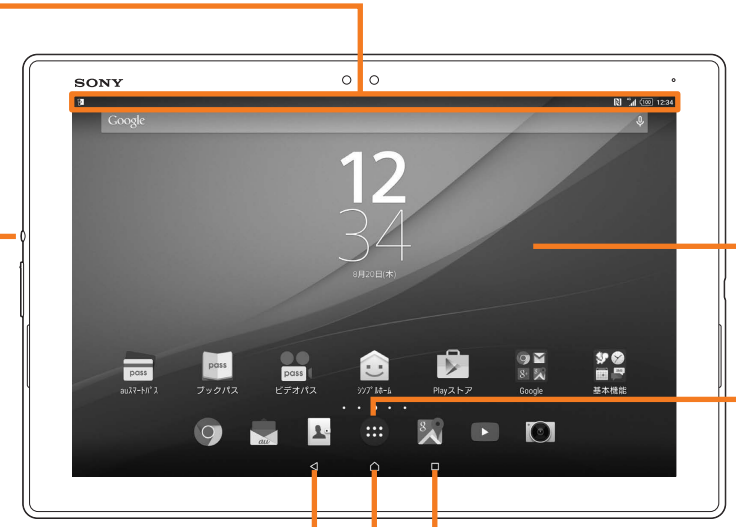 SONY
100 12:34
Google
12
34
8月20日(木)
pass
pass
pass
auスマートパス
ブックパス
ビデオパス
シンプルホーム
Playストア
Google
基本機能
au